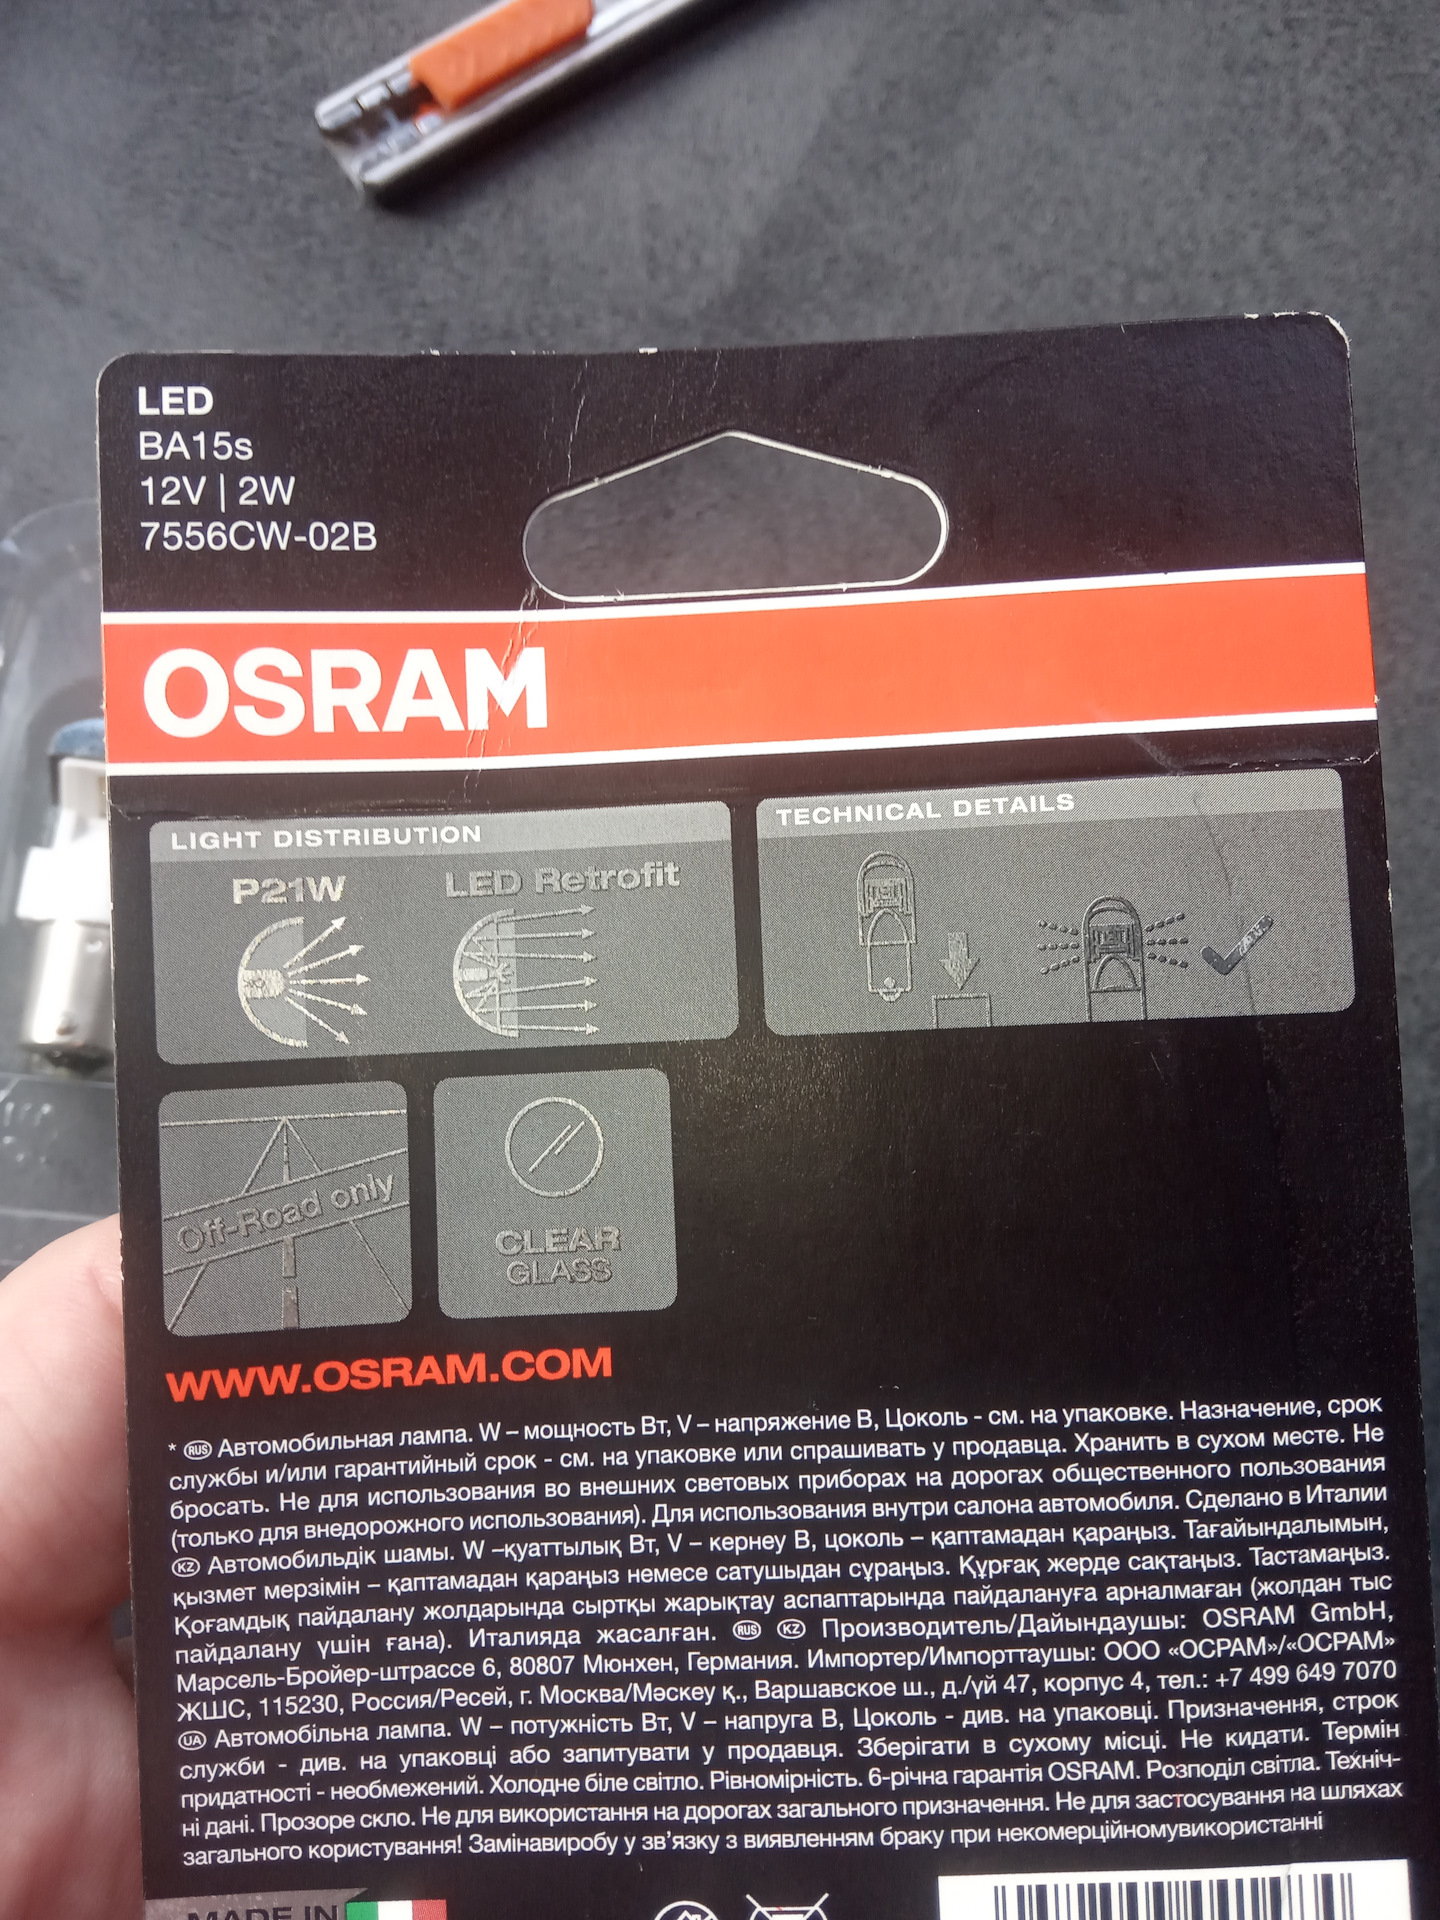 LED
BA15s
12V | 2W
7556CW-02B
OSRAM
LIGHT DISTRIBUTION
P21W
LED Retrofit
TECHNICAL DETAILS
Off-Road only
CLEAR
GLASS
WWW.OSRAM.COM
* RUS Автомобильная лампа. W – мощность Вт, V – напряжение В, Цоколь - см. на упаковке. Назначение, срок
службы и/или гарантийный срок - см. на упаковке или спрашивать у продавца. Хранить в сухом месте. Не
бросать. Не для использования во внешних световых приборах на дорогах общественного пользования
(только для внедорожного использования). Для использования внутри салона автомобиля. Сделано в Италии
KZ Автомобильдік шамы. W –қуаттылық Вт, V – кернеу В, цоколь – қаптамадан қараңыз. Тағайындалымын,
қызмет мерзімін – қаптамадан қараңыз немесе сатушыдан сұраңыз. Құрғақ жерде сақтаңыз. Тастамаңыз.
Қоғамдық пайдалану жолдарында сыртқы жарықтау аспаптарында пайдалануға арналмаған (жолдан тыс
пайдалану үшін ғана). Италияда жасалған. RUS KZ Производитель/Дайындаушы: OSRAM GmbH,
Марсель-Бройер-штрассе 6, 80807 Мюнхен, Германия. Импортер/Импорттаушы: ООО «ОСРАМ»/«ОСРАМ»
ЖШС, 115230, Россия/Ресей, г. Москва/Мәскеу қ., Варшавское ш., д./үй 47, корпус 4, тел.: +7 499 649 7070
UA Автомобільна лампа. W – потужність Вт, V – напруга В, Цоколь - див. на упаковці. Призначення, строк
служби - див. на упаковці або запитувати у продавця. Зберігати в сухому місці. Не кидати. Термін
придатності - необмежений. Холодне біле світло. Рівномірність. 6-річна гарантія OSRAM. Розподіл світла. Техніч-
ні дані. Прозоре скло. Не для використання на дорогах загального призначення. Не для застосування на шляхах
загального користування! Замінавиробу у зв’язку з виявленням браку при некомерційномувикористанні
MADE IN